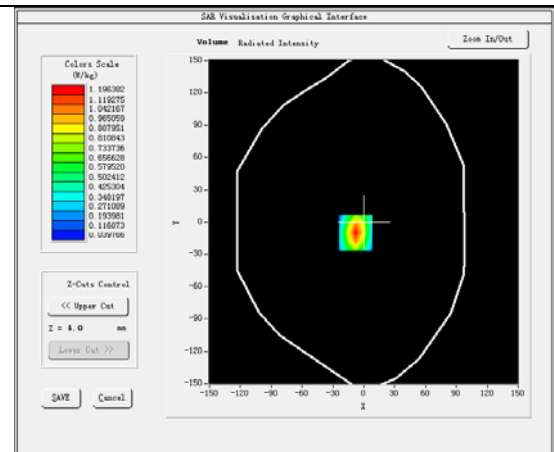 SAR Visualisation Graphical Interface
Volume Radiated Intensity
Zoom In/Out
Colors Scale
(W/kg)
1.196382
1.119275
1.042167
0.965059
0.887951
0.810843
0.733736
0.656628
0.579520
0.502412
0.425304
0.348197
0.271089
0.193981
0.116873
0.039766
Z-Cuts Control
<< Upper Cut
Z = 4.0 mm
Lower Cut >>
SAVE Cancel
150
120
90
60
30
0
-30
-60
-90
-120
-150
Y
-150 -120 -90 -60 -30 0 30 60 90 120 150
X